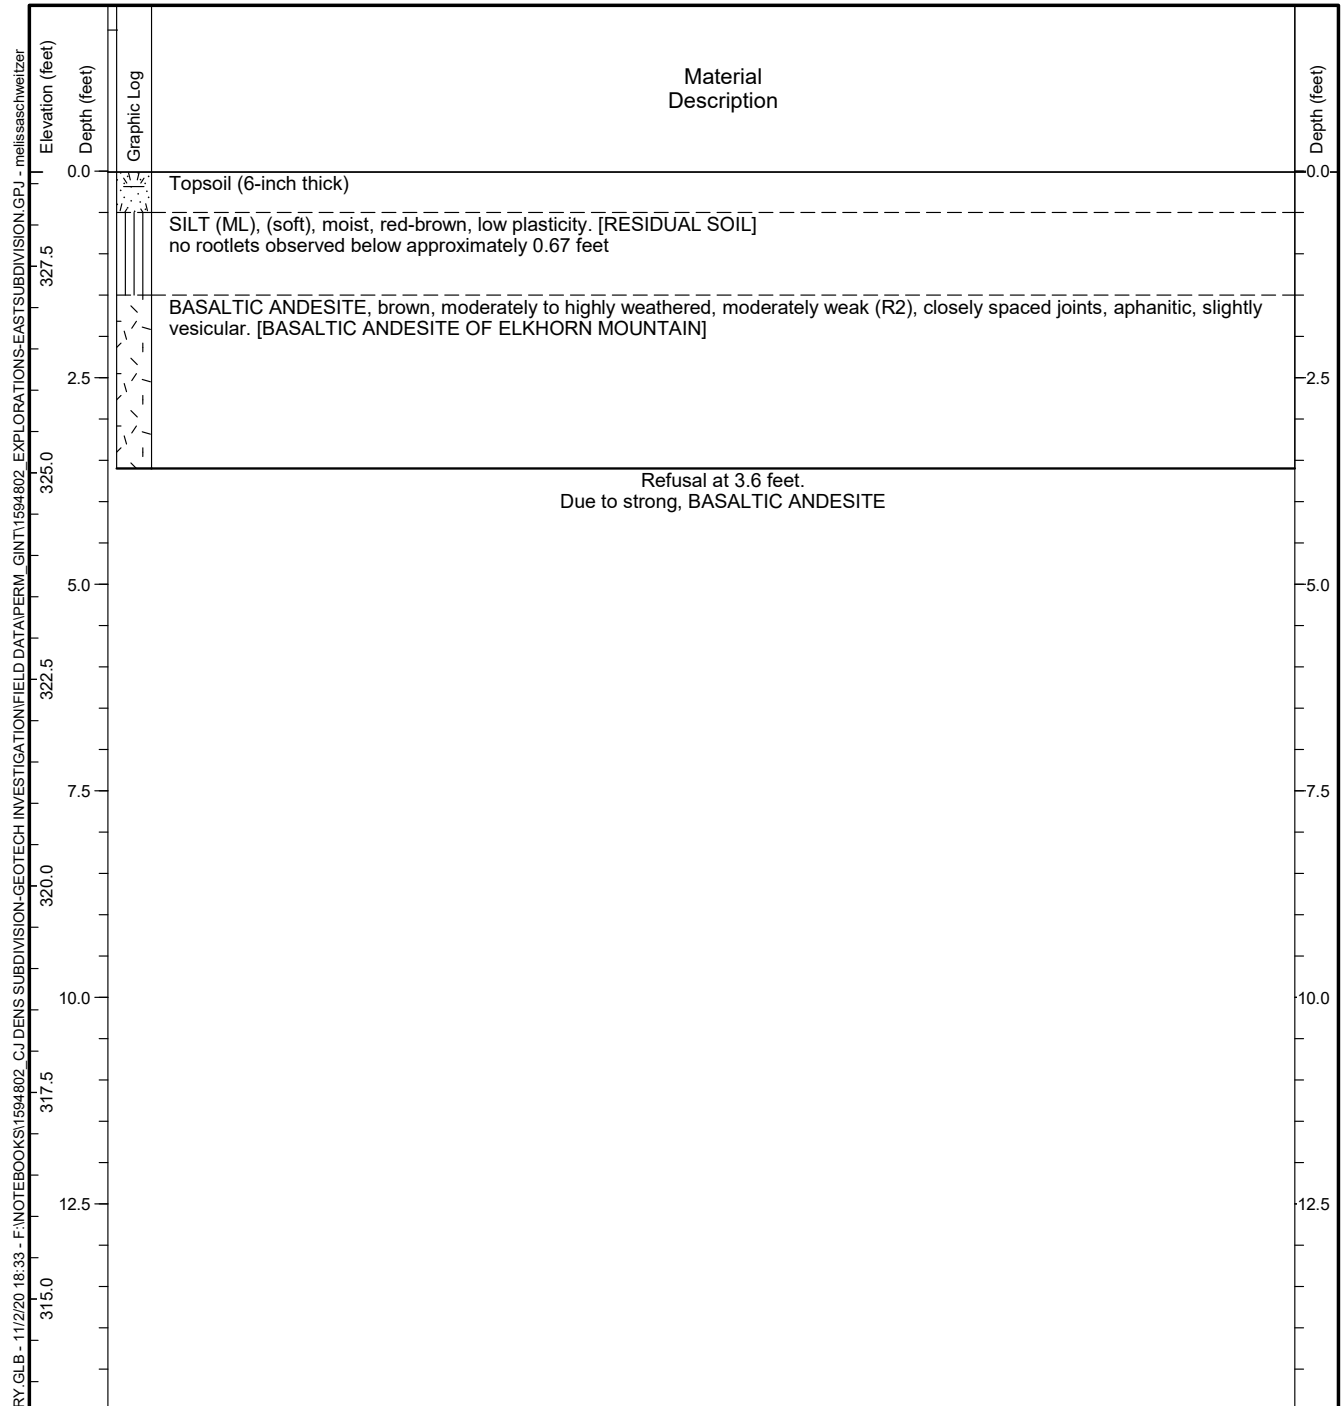 RY.GLB - 11/2/20 18:33 - F:\NOTEBOOKS\1594802_CJ DENS SUBDIVISION-GEOTECH INVESTIGATION\FIELD DATA\PERM_GINT\1594802_EXPLORATIONS-EASTSUBDIVISION.GPJ - melissaschweitzer
Elevation (feet)
Depth (feet)
Graphic Log
Material
Description
Depth (feet)
0.0
0.0
Topsoil (6-inch thick)
SILT (ML), (soft), moist, red-brown, low plasticity. [RESIDUAL SOIL]
no rootlets observed below approximately 0.67 feet
327.5
BASALTIC ANDESITE, brown, moderately to highly weathered, moderately weak (R2), closely spaced joints, aphanitic, slightly
vesicular. [BASALTIC ANDESITE OF ELKHORN MOUNTAIN]
2.5
2.5
325.0
Refusal at 3.6 feet.
Due to strong, BASALTIC ANDESITE
5.0
5.0
322.5
7.5
7.5
320.0
10.0
10.0
317.5
12.5
12.5
315.0